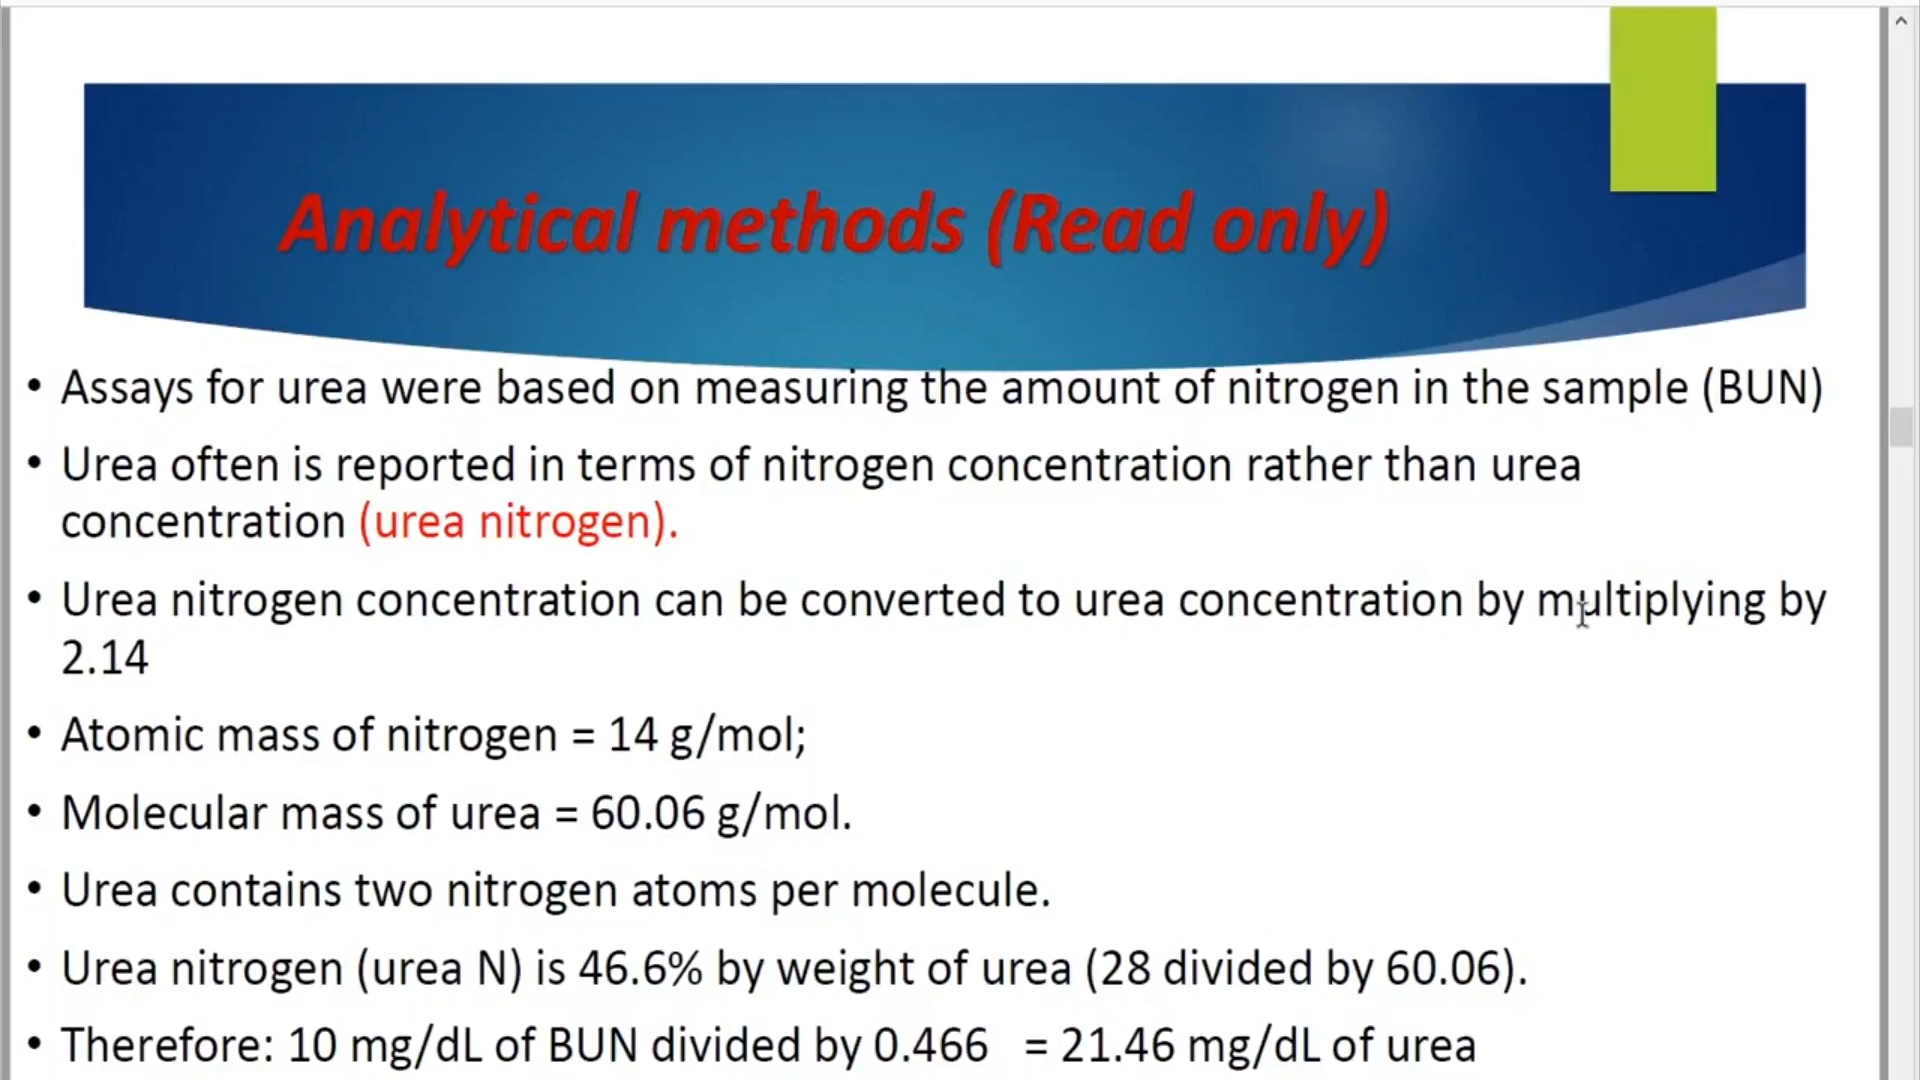 Analytical methods (Read only)
• Assays for urea were based on measuring the amount of nitrogen in the sample (BUN)
• Urea often is reported in terms of nitrogen concentration rather than urea
concentration (urea nitrogen).
• Urea nitrogen concentration can be converted to urea concentration by multiplying by
2.14
• Atomic mass of nitrogen = 14 g/mol;
• Molecular mass of urea = 60.06 g/mol.
• Urea contains two nitrogen atoms per molecule.
• Urea nitrogen (urea N) is 46.6% by weight of urea (28 divided by 60.06).
• Therefore: 10 mg/dL of BUN divided by 0.466 = 21.46 mg/dL of urea